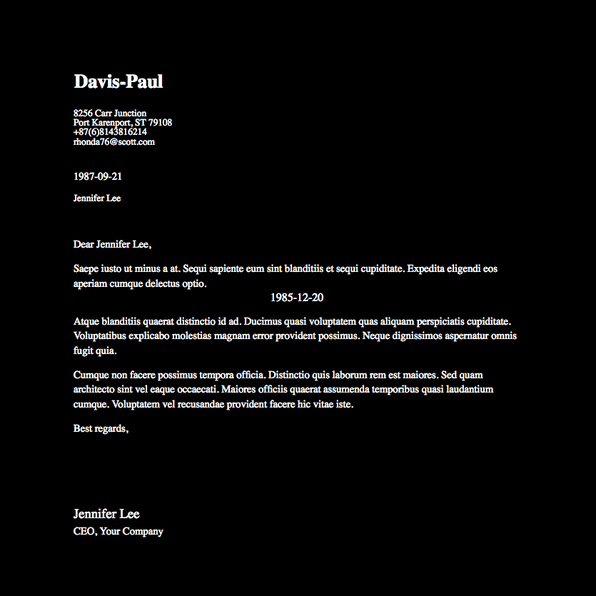 Davis-Paul
8256 Carr Junction
Port Karenport, ST 79108
+87(6)8143816214
rhonda76@scott.com
1987-09-21
Jennifer Lee
Dear Jennifer Lee,
Saepe iusto ut minus a at. Sequi sapiente eum sint blanditiis et sequi cupiditate. Expedita eligendi eos
aperiam cumque delectus optio.
1985-12-20
Atque blanditiis quaerat distinctio id ad. Ducimus quasi voluptatem quas aliquam perspiciatis cupiditate.
Voluptatibus explicabo molestias magnam error provident possimus. Neque dignissimos aspernatur omnis
fugit quia.
Cumque non facere possimus tempora officia. Distinctio quis laborum rem est maiores. Sed quam
architecto sint vel eaque occaecati. Maiores officiis quaerat assumenda temporibus quasi laudantium
cumque. Voluptatem vel recusandae provident facere hic vitae iste.
Best regards,
Jennifer Lee
CEO, Your Company